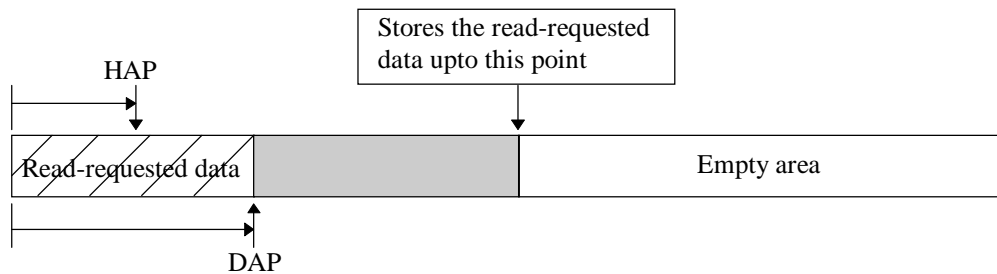 Stores the read-requested
data upto this point
HAP
Read-requested data
Empty area
DAP